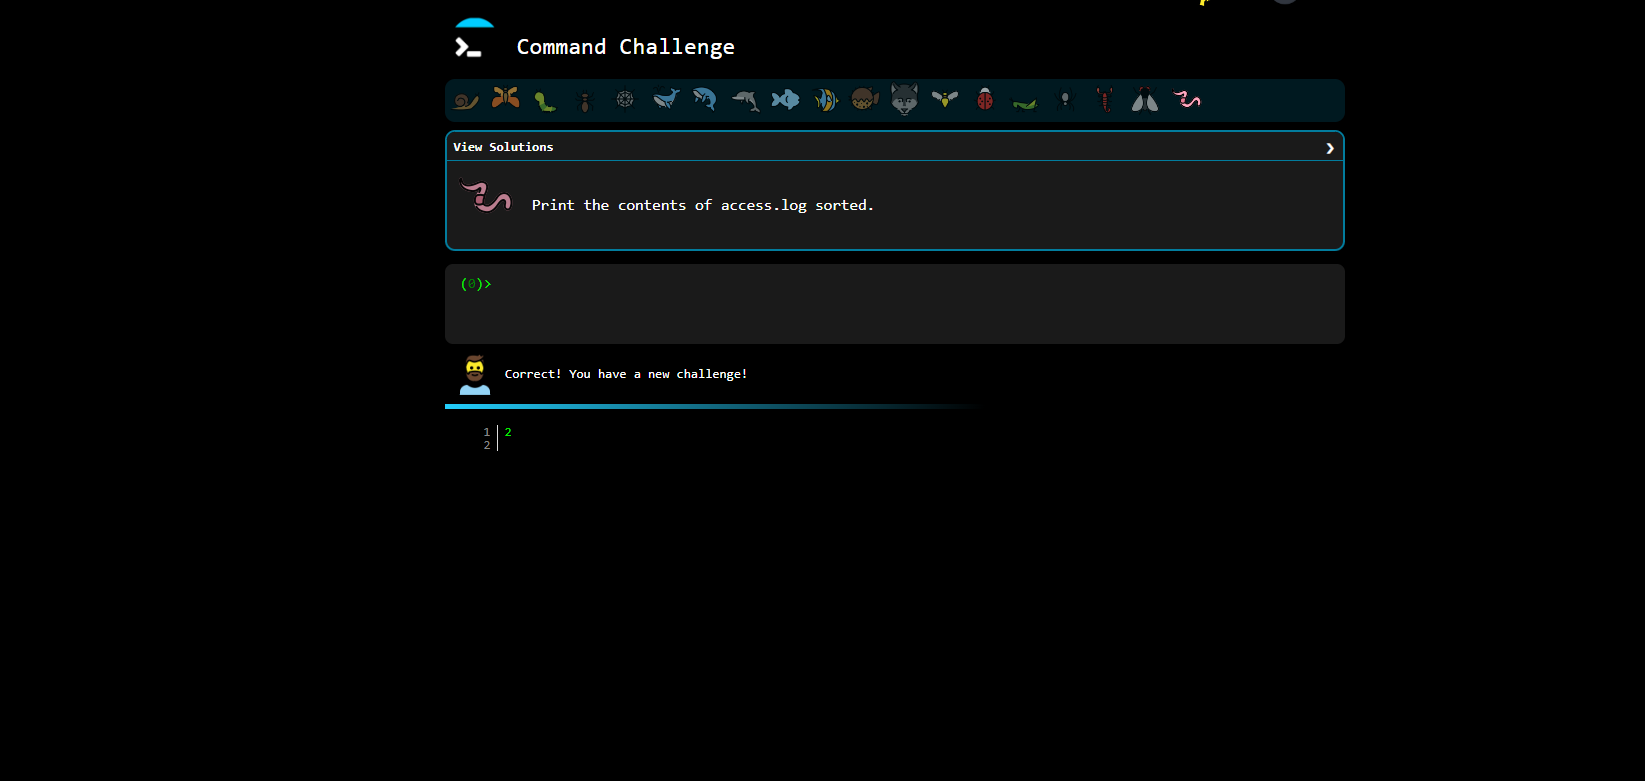 Command Challenge
View Solutions
Print the contents of access.log sorted.
(0)>
Correct! You have a new challenge!
1 2
2